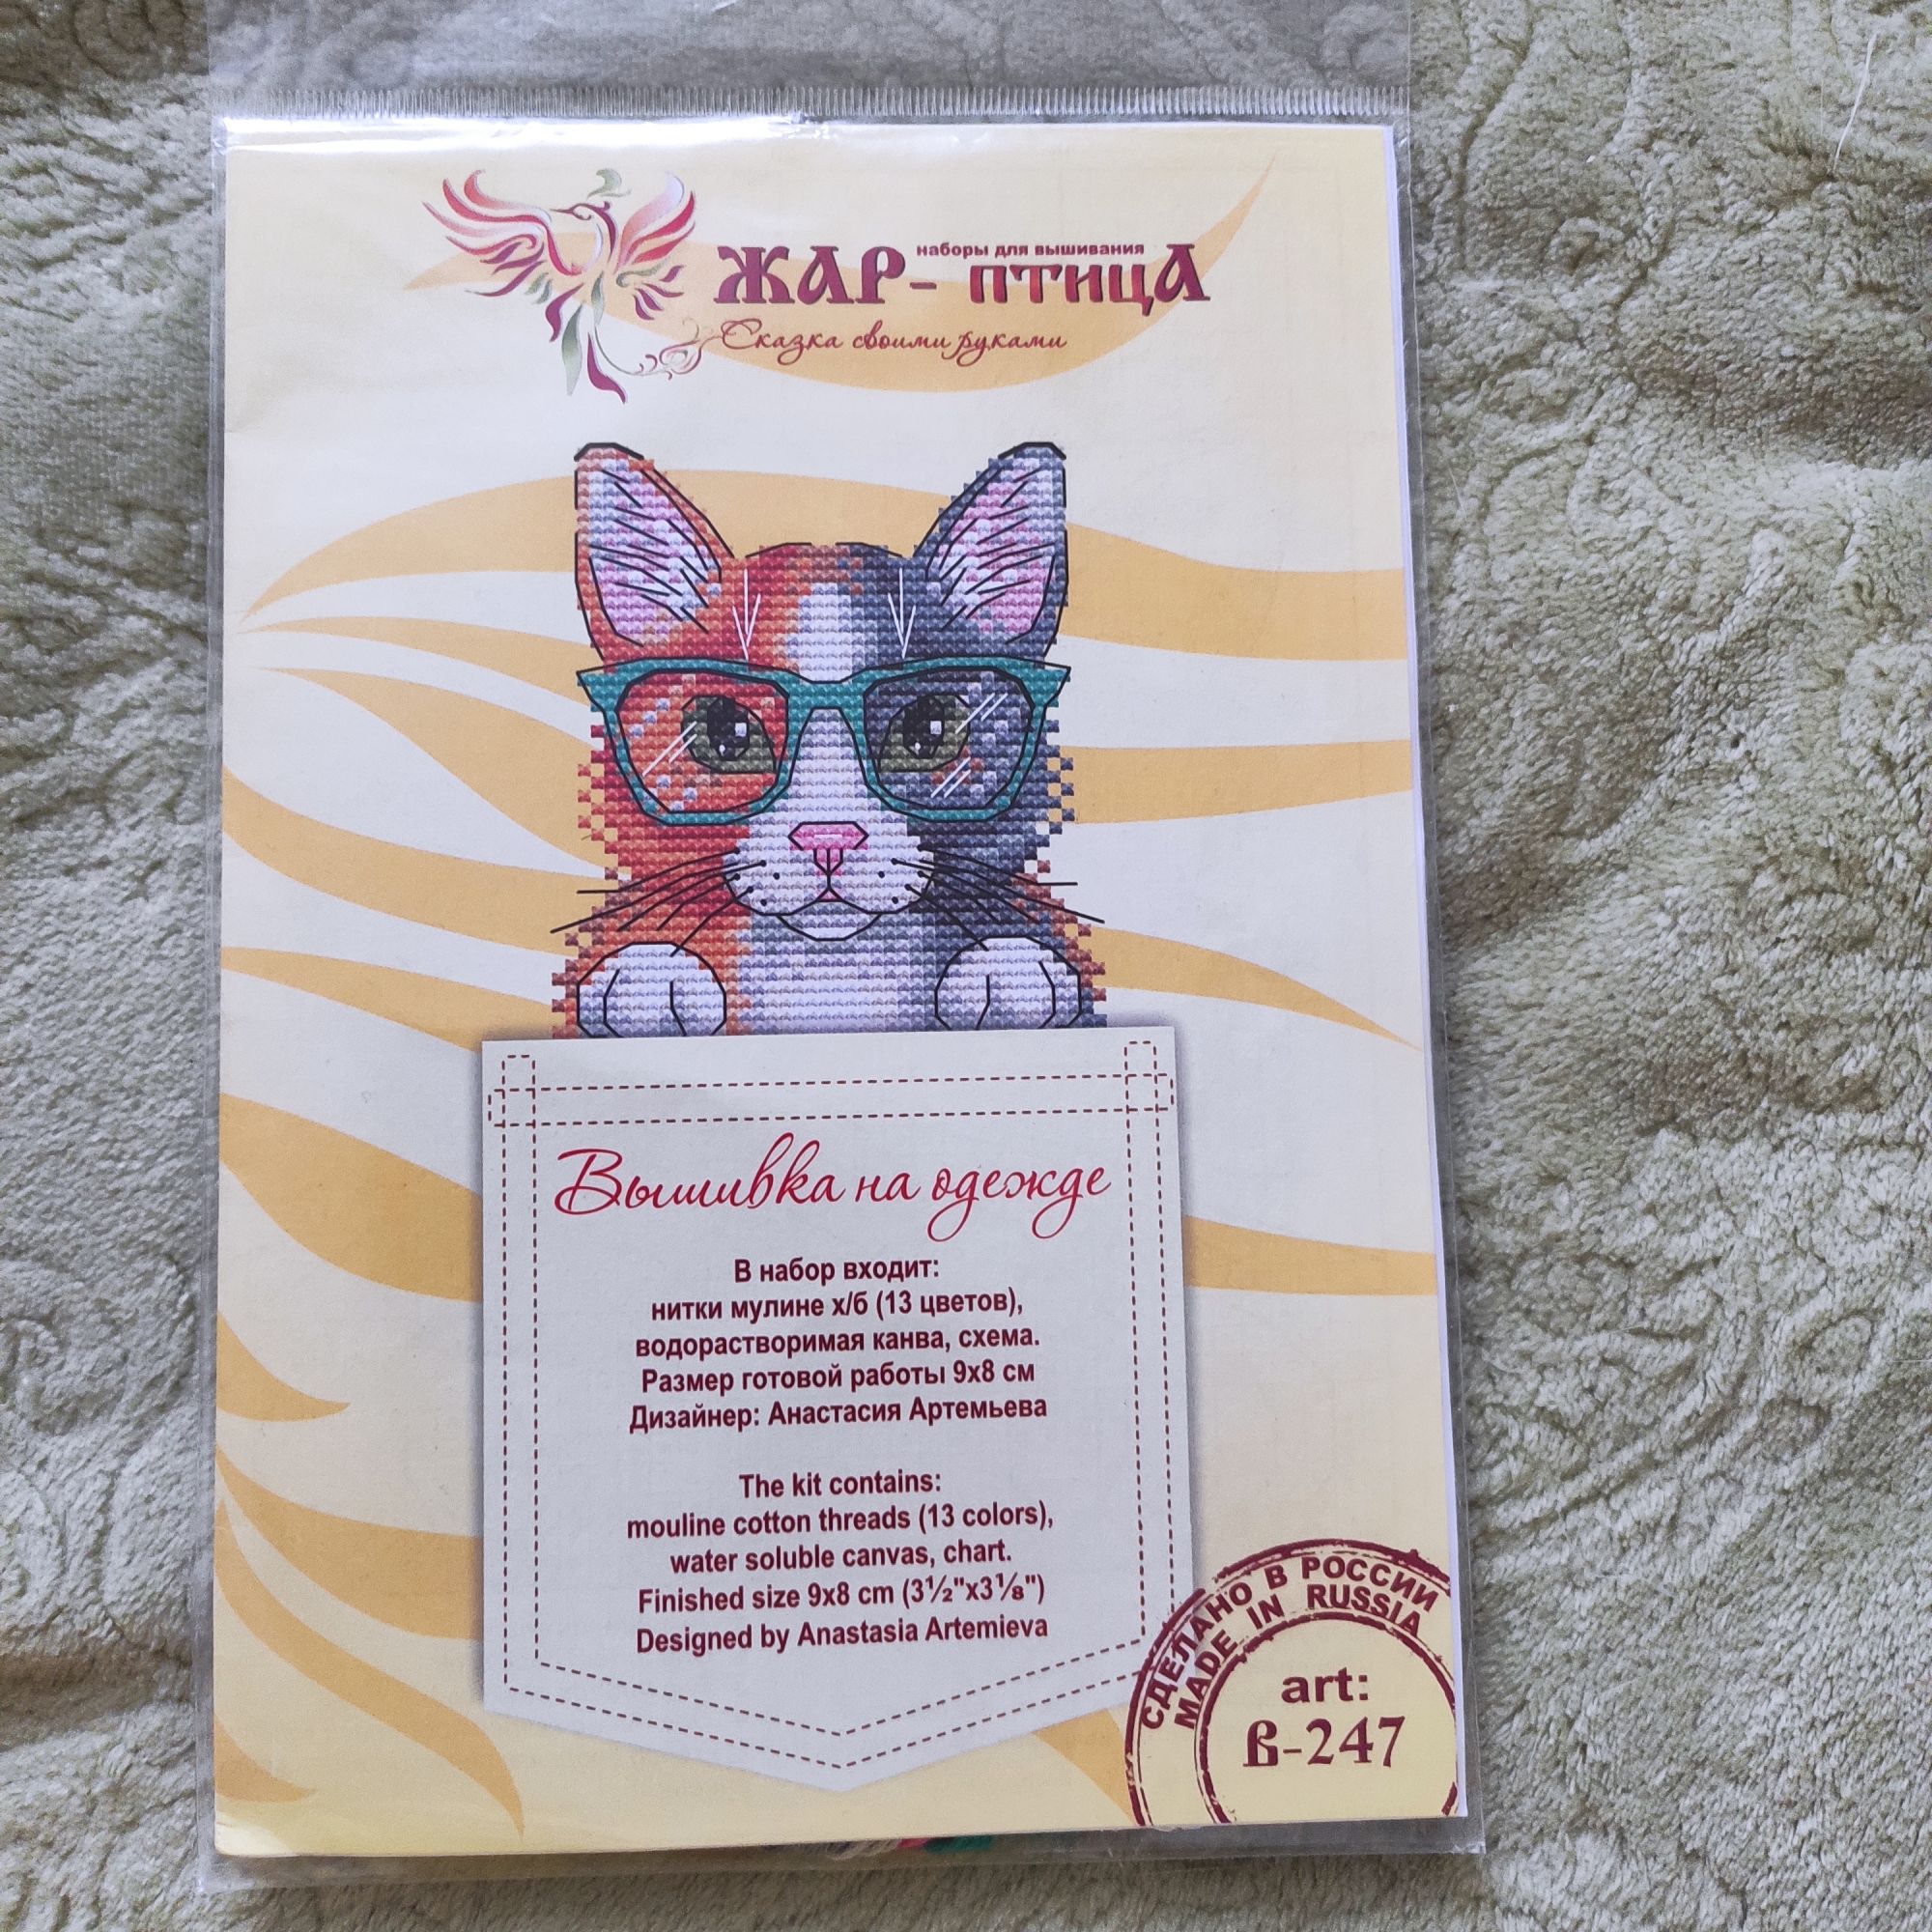 наборы для вышивания
ЖАР-ПТИЦА
Сказка своими руками
Вышивка на одежде
В набор входит:
нитки мулине х/б (13 цветов),
водорастворимая канва, схема.
Размер готовой работы 9х8 см
Дизайнер: Анастасия Артемьева
The kit contains:
mouline cotton threads (13 colors),
water soluble canvas, chart.
Finished size 9x8 cm (3½"x3⅛")
Designed by Anastasia Artemieva
СДЕЛАНО В РОССИИ
MADE IN RUSSIA
art:
В-247